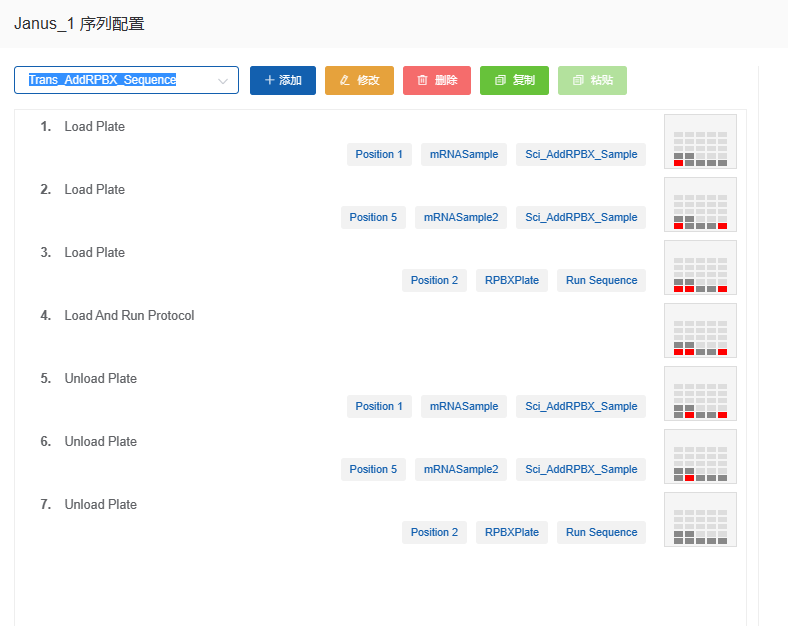 Janus_1 序列配置
Trans_AddRPBX_Sequence
添加
修改
删除
复制
粘贴
1. Load Plate
Position 1 mRNASample Sci_AddRPBX_Sample
2. Load Plate
Position 5 mRNASample2 Sci_AddRPBX_Sample
3. Load Plate
Position 2 RPBXPlate Run Sequence
4. Load And Run Protocol
5. Unload Plate
Position 1 mRNASample Sci_AddRPBX_Sample
6. Unload Plate
Position 5 mRNASample2 Sci_AddRPBX_Sample
7. Unload Plate
Position 2 RPBXPlate Run Sequence